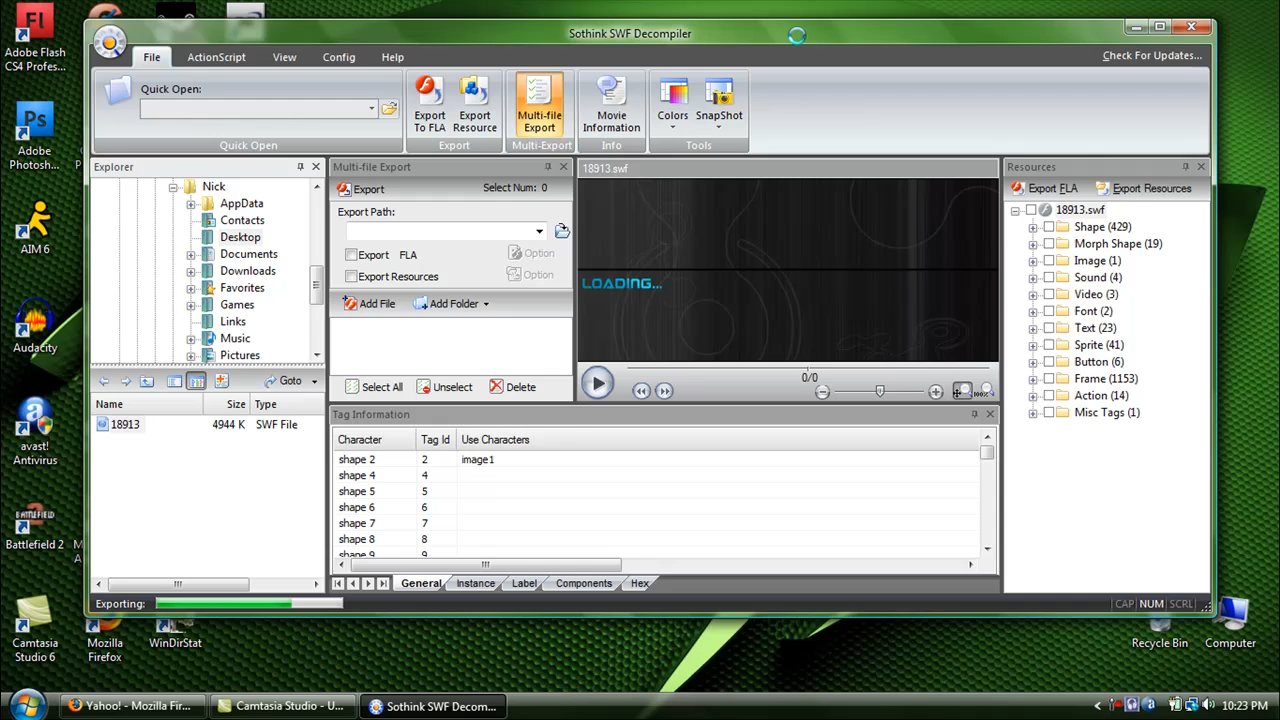 Adobe Flash
CS4 Profes...
Adobe
Photosh...
AIM 6
Audacity
avast!
Antivirus
Battlefield 2
Camtasia
Studio 6
Mozilla
Firefox
WinDirStat
Recycle Bin
Computer
Sothink SWF Decompiler
File
ActionScript
View
Config
Help
Check For Updates...
Quick Open:
Quick Open
Export
To FLA
Export
Resource
Export
Multi-file
Export
Multi-Export
Movie
Information
Info
Colors
SnapShot
Tools
Explorer
Nick
AppData
Contacts
Desktop
Documents
Downloads
Favorites
Games
Links
Music
Pictures
Goto
Name Size Type
18913 4944 K SWF File
Multi-file Export
Export
Select Num: 0
Export Path:
Export FLA
Option
Export Resources
Option
Add File
Add Folder
Select All
Unselect
Delete
18913.swf
LOADING...
0/0
100%
Tag Information
Character Tag Id Use Characters
shape 2 2 image1
shape 4 4
shape 5 5
shape 6 6
shape 7 7
shape 8 8
shape 9 9
General
Instance
Label
Components
Hex
Resources
Export FLA
Export Resources
18913.swf
Shape (429)
Morph Shape (19)
Image (1)
Sound (4)
Video (3)
Font (2)
Text (23)
Sprite (41)
Button (6)
Frame (1153)
Action (14)
Misc Tags (1)
Exporting:
CAP NUM SCRL
Yahoo! - Mozilla Fir...
Camtasia Studio - U...
Sothink SWF Decom...
10:23 PM